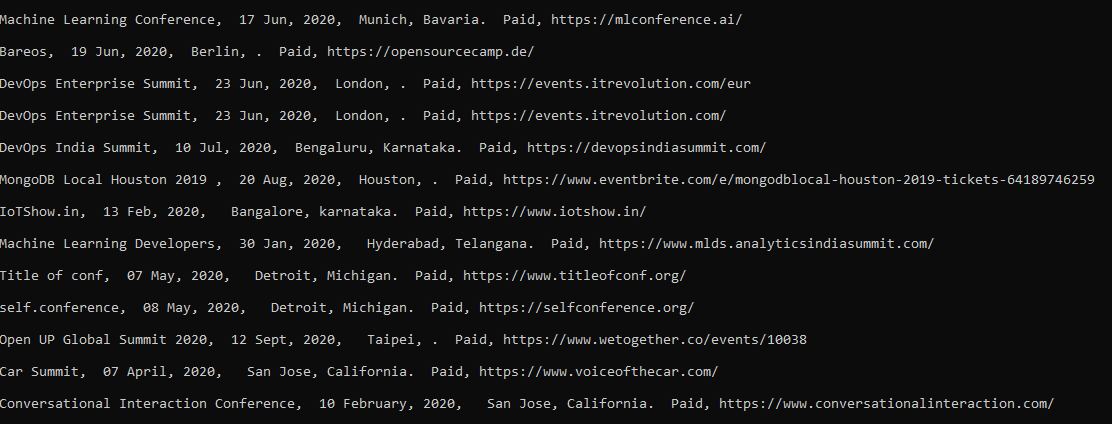 Machine Learning Conference,  17 Jun, 2020,  Munich, Bavaria.  Paid, https://mlconference.ai/
Bareos,  19 Jun, 2020,  Berlin, .  Paid, https://opensourcecamp.de/
DevOps Enterprise Summit,  23 Jun, 2020,  London, .  Paid, https://events.itrevolution.com/eur
DevOps Enterprise Summit,  23 Jun, 2020,  London, .  Paid, https://events.itrevolution.com/
DevOps India Summit,  10 Jul, 2020,  Bengaluru, Karnataka.  Paid, https://devopsindiasummit.com/
MongoDB Local Houston 2019 ,  20 Aug, 2020,  Houston, .  Paid, https://www.eventbrite.com/e/mongodblocal-houston-2019-tickets-64189746259
IoTShow.in,  13 Feb, 2020,   Bangalore, karnataka.  Paid, https://www.iotshow.in/
Machine Learning Developers,  30 Jan, 2020,   Hyderabad, Telangana.  Paid, https://www.mlds.analyticsindiasummit.com/
Title of conf,  07 May, 2020,   Detroit, Michigan.  Paid, https://www.titleofconf.org/
self.conference,  08 May, 2020,   Detroit, Michigan.  Paid, https://selfconference.org/
Open UP Global Summit 2020,  12 Sept, 2020,   Taipei, .  Paid, https://www.wetogether.co/events/10038
Car Summit,  07 April, 2020,   San Jose, California.  Paid, https://www.voiceofthecar.com/
Conversational Interaction Conference,  10 February, 2020,   San Jose, California.  Paid, https://www.conversationalinteraction.com/